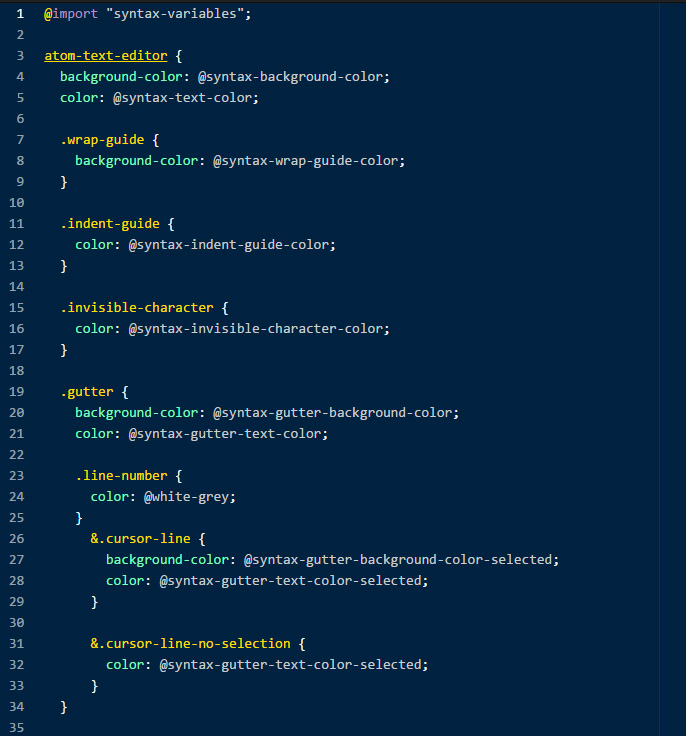 1 @import "syntax-variables";
2
3 atom-text-editor {
4   background-color: @syntax-background-color;
5   color: @syntax-text-color;
6
7   .wrap-guide {
8     background-color: @syntax-wrap-guide-color;
9   }
10
11   .indent-guide {
12     color: @syntax-indent-guide-color;
13   }
14
15   .invisible-character {
16     color: @syntax-invisible-character-color;
17   }
18
19   .gutter {
20     background-color: @syntax-gutter-background-color;
21     color: @syntax-gutter-text-color;
22
23     .line-number {
24       color: @white-grey;
25     }
26       &.cursor-line {
27         background-color: @syntax-gutter-background-color-selected;
28         color: @syntax-gutter-text-color-selected;
29       }
30
31       &.cursor-line-no-selection {
32         color: @syntax-gutter-text-color-selected;
33       }
34   }
35